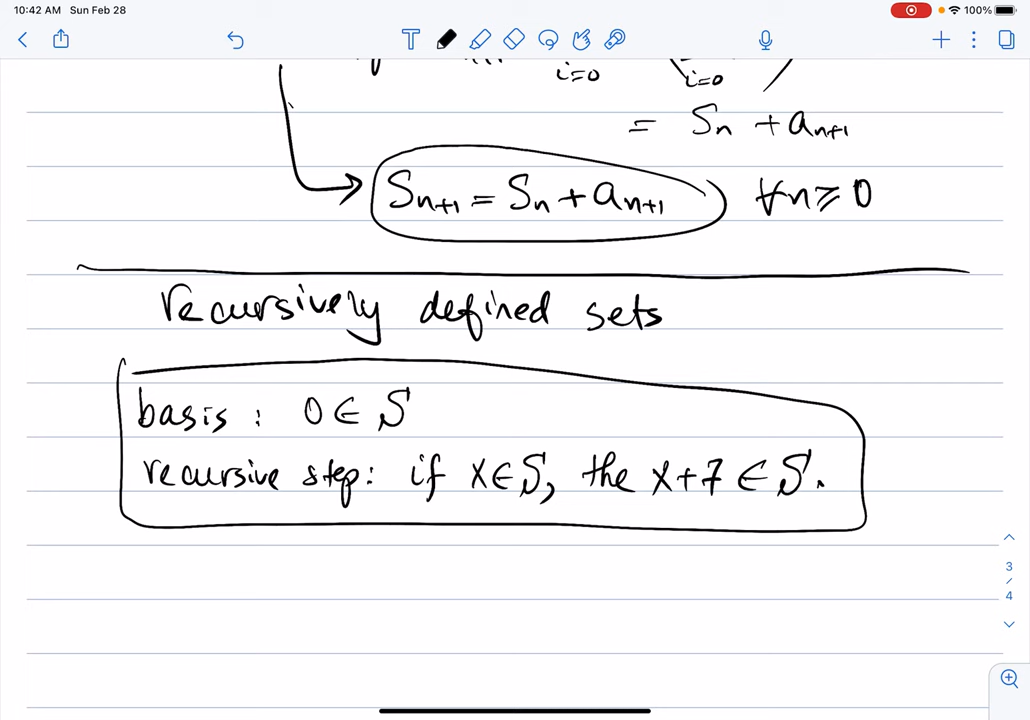 10:42 AM Sun Feb 28
100%
T
i=0 i=0
= Sn + an+1
Sn+1 = Sn + an+1 ∀n ⩾ 0
recursively defined sets
basis: 0 ∈ S
recursive step: if x ∈ S, the x+7 ∈ S.
3
/
4